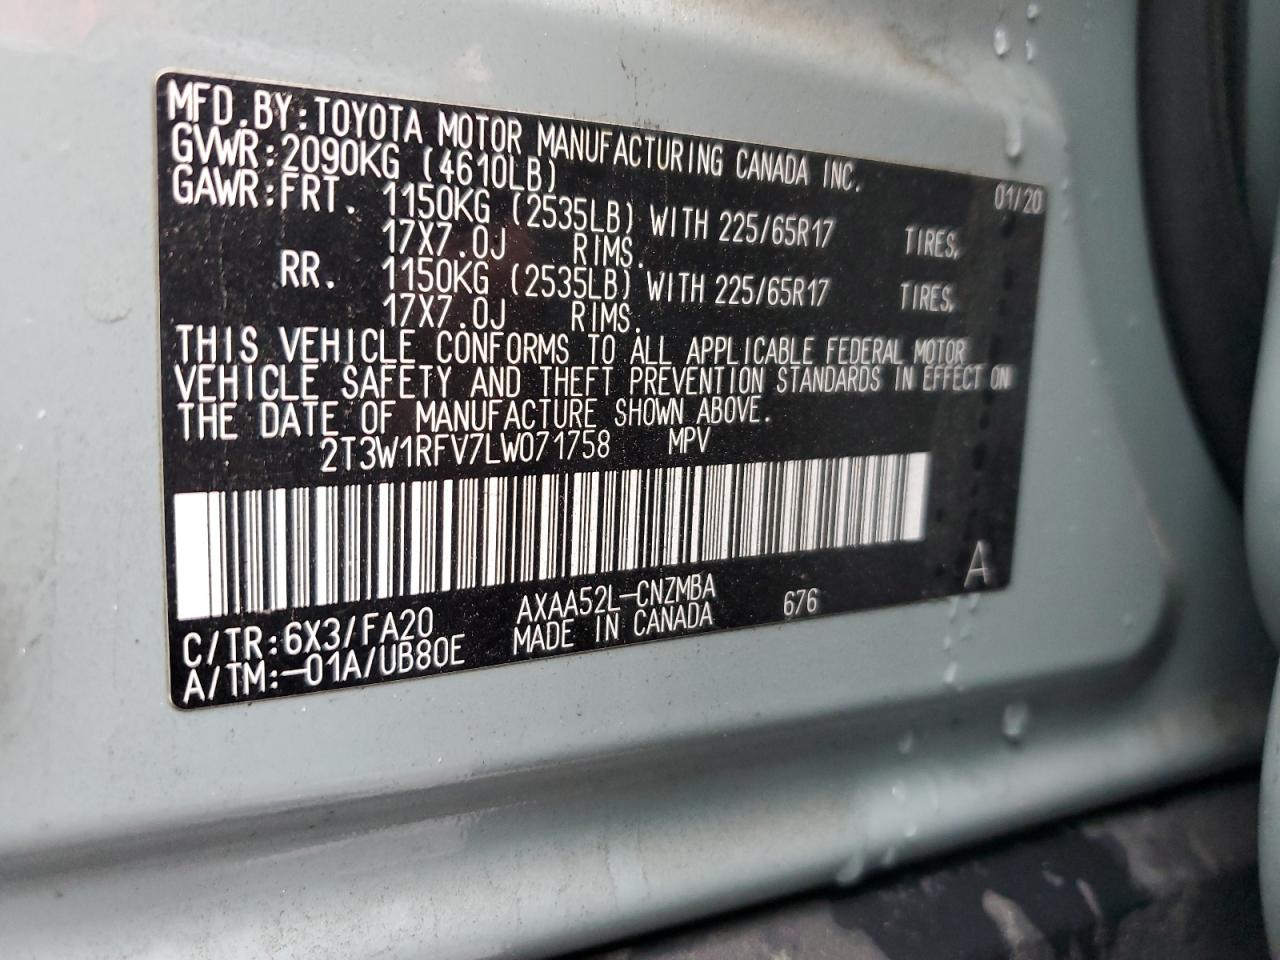 MFD.BY:TOYOTA MOTOR MANUFACTURING CANADA INC.
GVWR:2090KG (4610LB) 01/20
GAWR:FRT. 1150KG (2535LB) WITH 225/65R17 TIRES,
17X7.0J RIMS.
RR. 1150KG (2535LB) WITH 225/65R17 TIRES,
17X7.0J RIMS.
THIS VEHICLE CONFORMS TO ALL APPLICABLE FEDERAL MOTOR
VEHICLE SAFETY AND THEFT PREVENTION STANDARDS IN EFFECT ON
THE DATE OF MANUFACTURE SHOWN ABOVE.
2T3W1RFV7LW071758 MPV
A
C/TR:6X3/FA20 AXAA52L-CNZMBA 676
A/TM:-01A/UB80E MADE IN CANADA